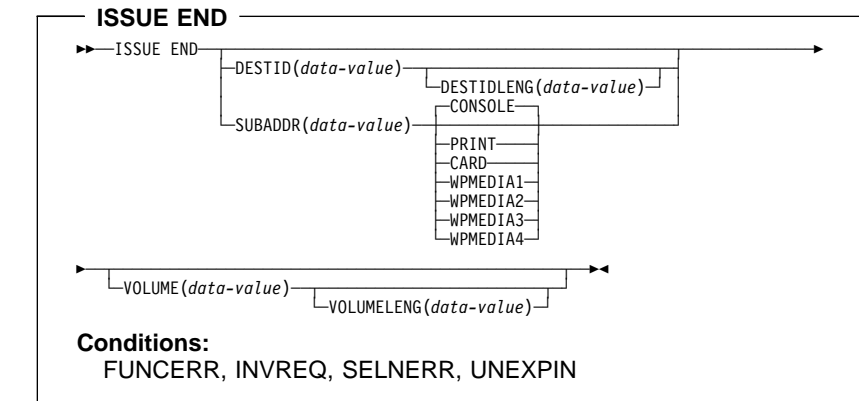 ISSUE END
ISSUE END
DESTID(data-value)
DESTIDLENG(data-value)
CONSOLE
SUBADDR(data-value)
PRINT
CARD
WPMEDIA1
WPMEDIA2
WPMEDIA3
WPMEDIA4
VOLUME(data-value)
VOLUMELENG(data-value)
Conditions:
FUNCERR, INVREQ, SELNERR, UNEXPIN